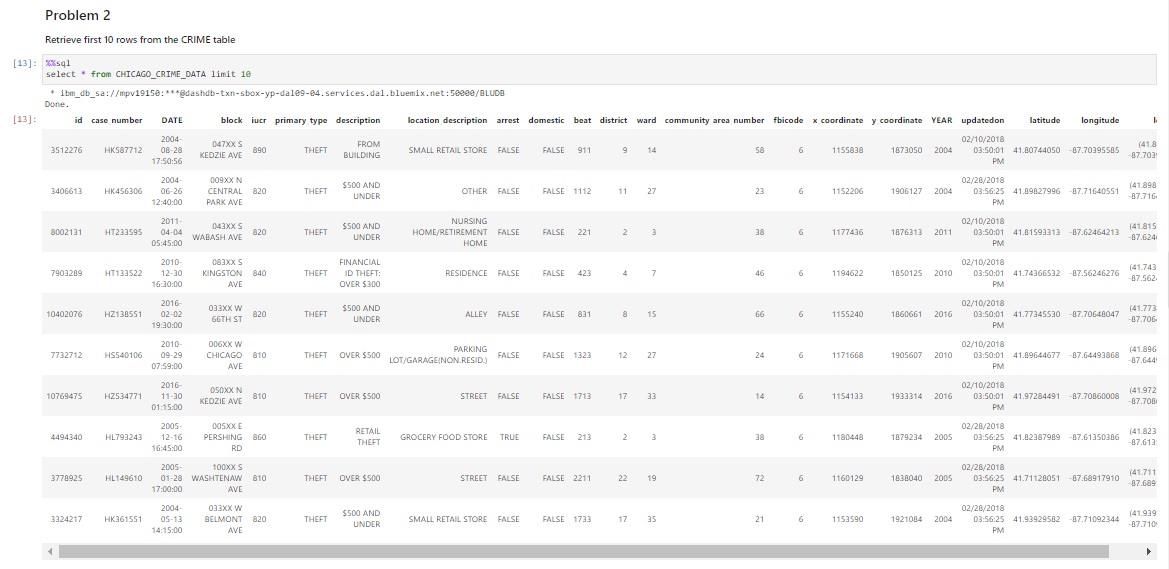 Problem 2
Retrieve first 10 rows from the CRIME table
[13]: %%sql
select * from CHICAGO_CRIME_DATA limit 10
* ibm_db_sa://mpv19150:***@dashdb-txn-sbox-yp-dal09-04.services.dal.bluemix.net:50000/BLUDB
Done.
[13]: id case_number DATE block iucr primary_type description location_description arrest domestic beat district ward community_area_number fbicode x_coordinate y_coordinate YEAR updatedon latitude longitude
3512276 HK587712 2004-08-28 17:50:56 047XX S KEDZIE AVE 890 THEFT FROM BUILDING SMALL RETAIL STORE FALSE FALSE 911 9 14 58 6 1155838 1873050 2004 02/10/2018 03:50:01 PM 41.80744050 -87.70395585 (41.8 -87.703
3406613 HK456306 2004-06-26 12:40:00 009XX N CENTRAL PARK AVE 820 THEFT $500 AND UNDER OTHER FALSE FALSE 1112 11 27 23 6 1152206 1906127 2004 02/28/2018 03:56:25 PM 41.89827996 -87.71640551 (41.898 -87.716
8002131 HT233595 2011-04-04 05:45:00 043XX S WABASH AVE 820 THEFT $500 AND UNDER NURSING HOME/RETIREMENT HOME FALSE FALSE 221 2 3 38 6 1177436 1876313 2011 02/10/2018 03:50:01 PM 41.81593313 -87.62464213 (41.815 -87.624
7903289 HT133522 2010-12-30 16:30:00 083XX S KINGSTON AVE 840 THEFT FINANCIAL ID THEFT: OVER $300 RESIDENCE FALSE FALSE 423 4 7 46 6 1194622 1850125 2010 02/10/2018 03:50:01 PM 41.74366532 -87.56246276 (41.743 -87.562
10402076 HZ138551 2016-02-02 19:30:00 033XX W 66TH ST 820 THEFT $500 AND UNDER ALLEY FALSE FALSE 831 8 15 66 6 1155240 1860661 2016 02/10/2018 03:50:01 PM 41.77345530 -87.70648047 (41.773 -87.706
7732712 HS540106 2010-09-29 07:59:00 006XX W CHICAGO AVE 810 THEFT OVER $500 PARKING LOT/GARAGE(NON.RESID.) FALSE FALSE 1323 12 27 24 6 1171668 1905607 2010 02/10/2018 03:50:01 PM 41.89644677 -87.64493868 (41.896 -87.644
10769475 HZ534771 2016-11-30 01:15:00 050XX N KEDZIE AVE 810 THEFT OVER $500 STREET FALSE FALSE 1713 17 33 14 6 1154133 1933314 2016 02/10/2018 03:50:01 PM 41.97284491 -87.70860008 (41.972 -87.708
4494340 HL793243 2005-12-16 16:45:00 005XX E PERSHING RD 860 THEFT RETAIL THEFT GROCERY FOOD STORE TRUE FALSE 213 2 3 38 6 1180448 1879234 2005 02/28/2018 03:56:25 PM 41.82387989 -87.61350386 (41.823 -87.613
3778925 HL149610 2005-01-28 17:00:00 100XX S WASHTENAW AVE 810 THEFT OVER $500 STREET FALSE FALSE 2211 22 19 72 6 1160129 1838040 2005 02/28/2018 03:56:25 PM 41.71128051 -87.68917910 (41.711 -87.689
3324217 HK361551 2004-05-13 14:15:00 033XX W BELMONT AVE 820 THEFT $500 AND UNDER SMALL RETAIL STORE FALSE FALSE 1733 17 35 21 6 1153590 1921084 2004 02/28/2018 03:56:25 PM 41.93929582 -87.71092344 (41.939 -87.710